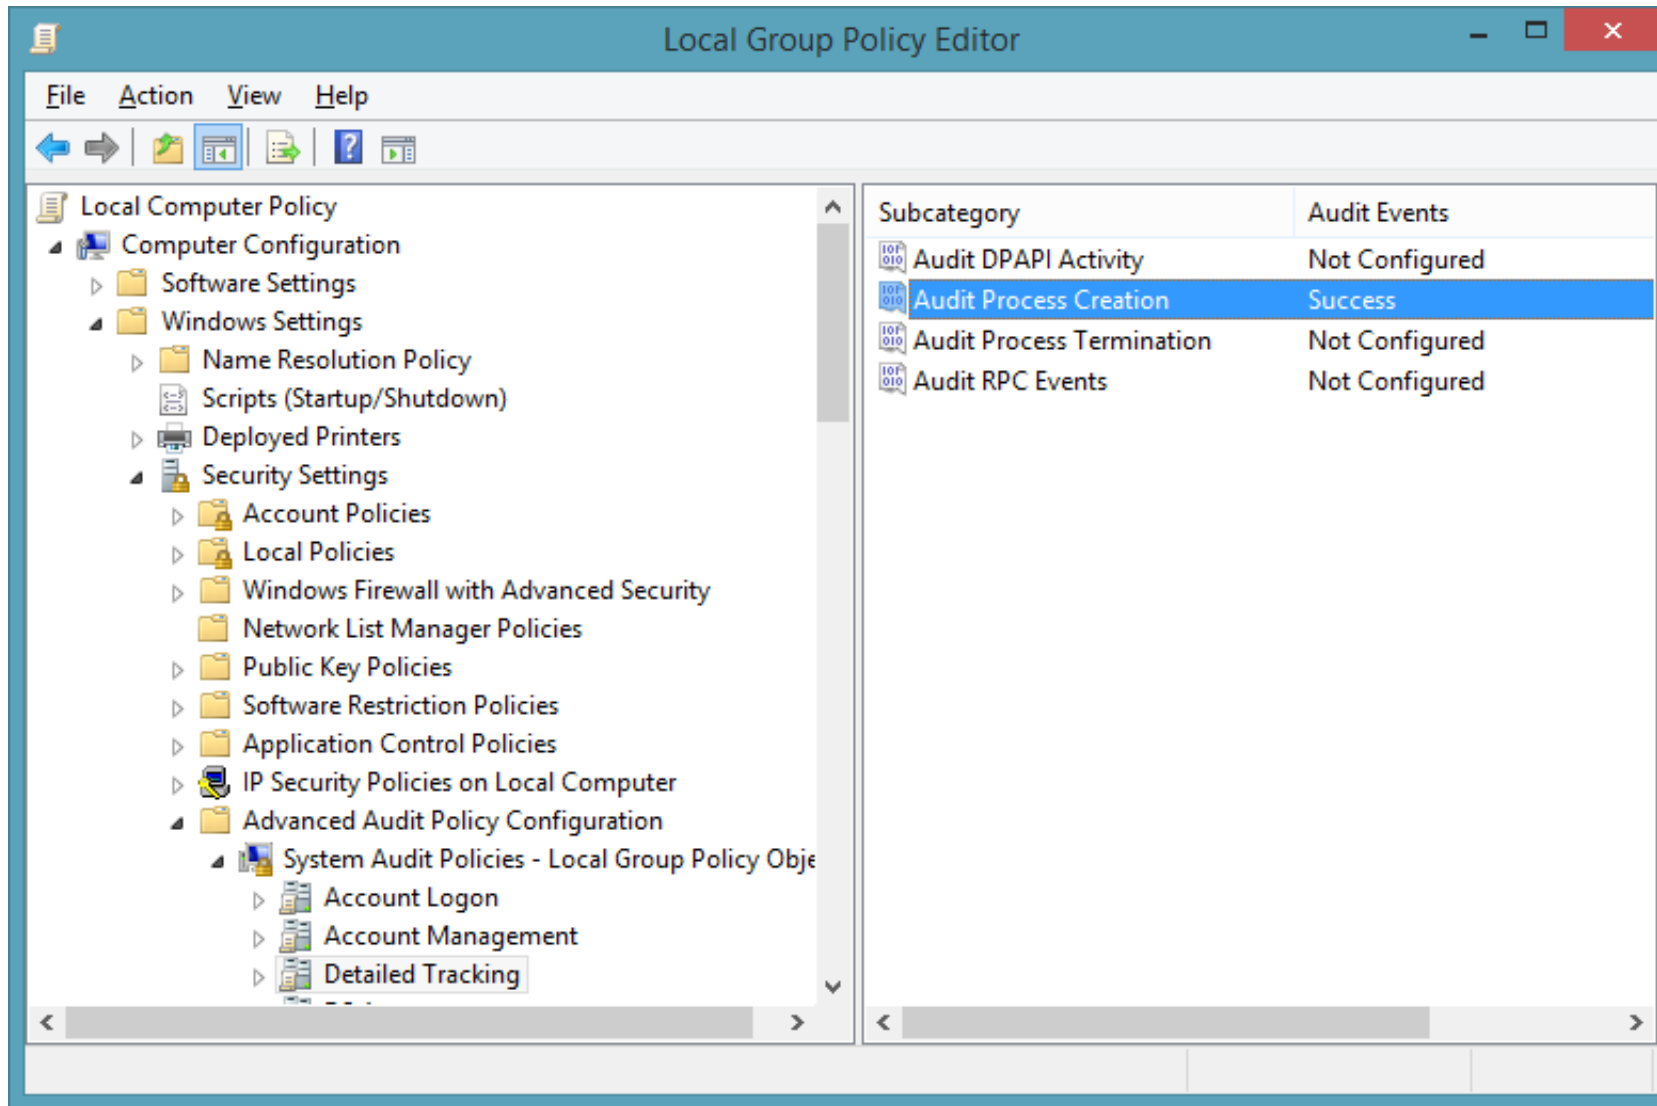 Local Group Policy Editor
File Action View Help
Local Computer Policy
Computer Configuration
Software Settings
Windows Settings
Name Resolution Policy
Scripts (Startup/Shutdown)
Deployed Printers
Security Settings
Account Policies
Local Policies
Windows Firewall with Advanced Security
Network List Manager Policies
Public Key Policies
Software Restriction Policies
Application Control Policies
IP Security Policies on Local Computer
Advanced Audit Policy Configuration
System Audit Policies - Local Group Policy Obje
Account Logon
Account Management
Detailed Tracking
Subcategory Audit Events
Audit DPAPI Activity Not Configured
Audit Process Creation Success
Audit Process Termination Not Configured
Audit RPC Events Not Configured